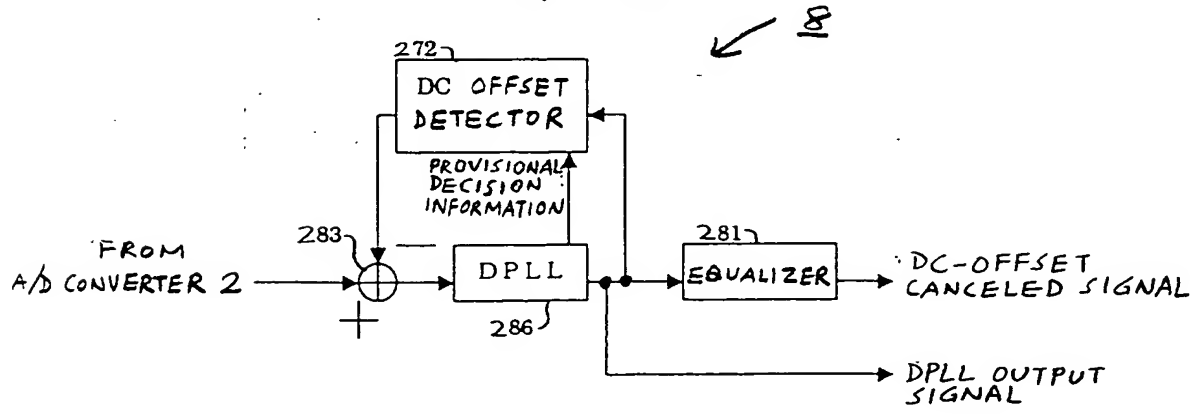 8
272
DC OFFSET
DETECTOR
PROVISIONAL
DECISION
INFORMATION
FROM
A/D CONVERTER 2
283
−
+
DPLL
286
281
EQUALIZER
DC-OFFSET
CANCELED SIGNAL
DPLL OUTPUT
SIGNAL